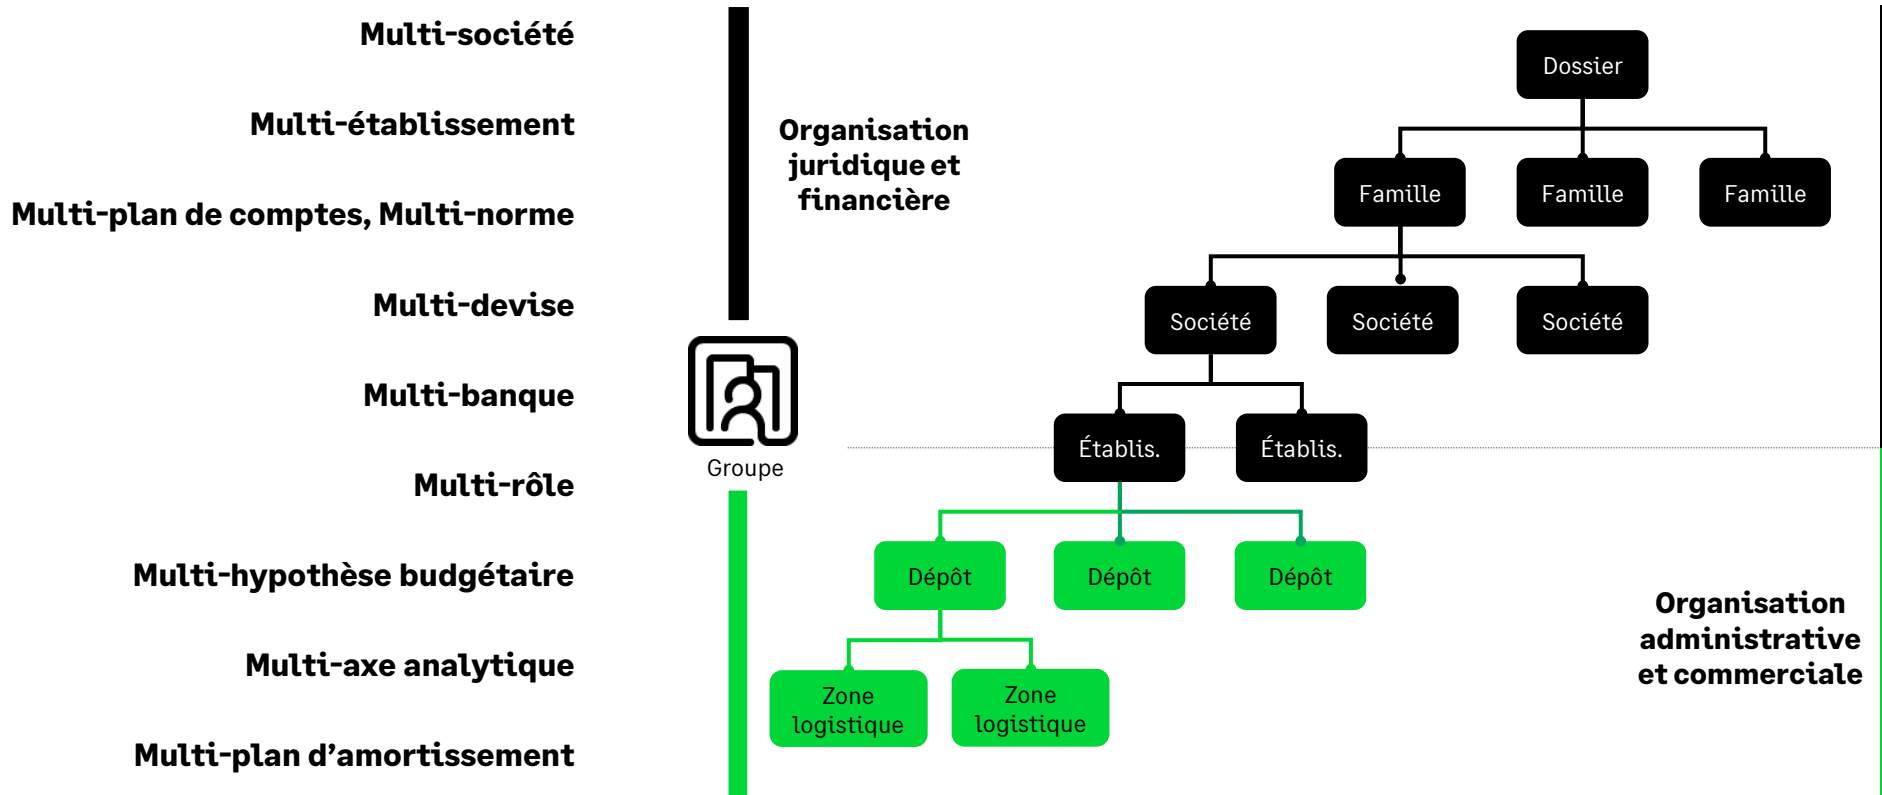 Multi-société
Multi-établissement
Multi-plan de comptes, Multi-norme
Multi-devise
Multi-banque
Multi-rôle
Multi-hypothèse budgétaire
Multi-axe analytique
Multi-plan d’amortissement
Organisation
juridique et
financière
Groupe
Dossier
Famille
Famille
Famille
Société
Société
Société
Établis.
Établis.
Dépôt
Dépôt
Dépôt
Zone
logistique
Zone
logistique
Organisation
administrative
et commerciale